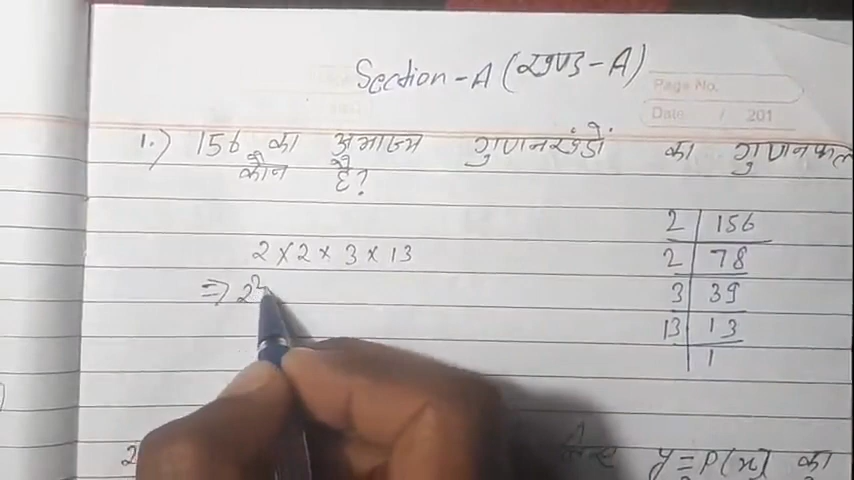 Section-A (खण्ड-A)
Page No.
Date / 201
1.) 156 का अभाज्य गुणनखंडों का गुणनफल
कौन है?
2 | 156
2 | 78
3 | 39
13 | 13
1
2 × 2 × 3 × 13
⇒ 2²
2
y = P(x) का